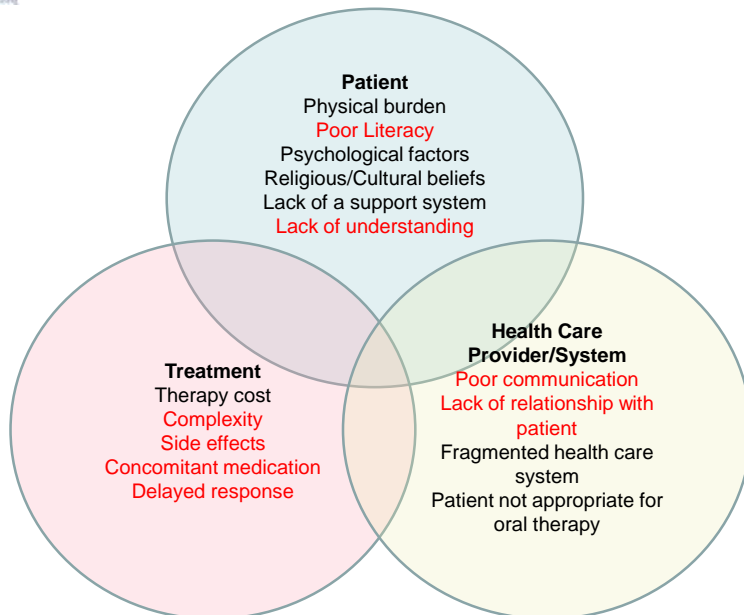 Patient
Physical burden
Poor Literacy
Psychological factors
Religious/Cultural beliefs
Lack of a support system
Lack of understanding
Treatment
Therapy cost
Complexity
Side effects
Concomitant medication
Delayed response
Health Care
Provider/System
Poor communication
Lack of relationship with
patient
Fragmented health care
system
Patient not appropriate for
oral therapy